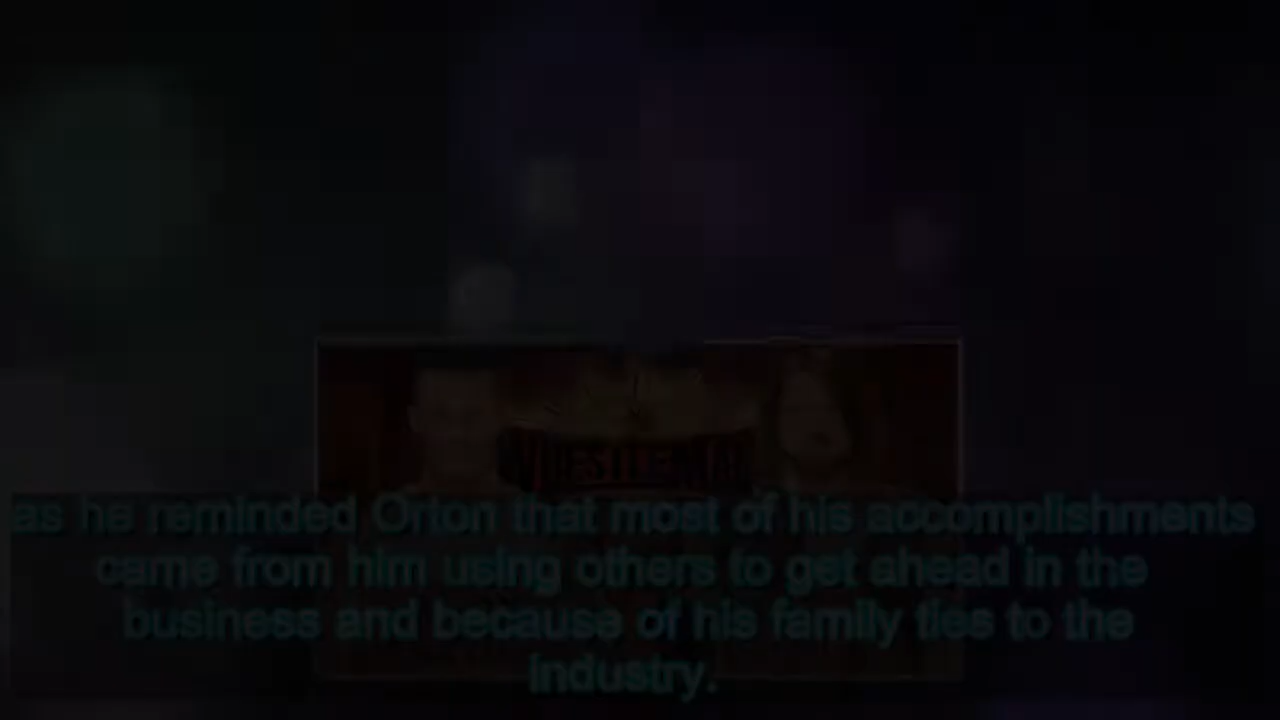 WRESTLEMAN
as he reminded Orton that most of his accomplishments
came from him using others to get ahead in the
business and because of his family ties to the
industry.